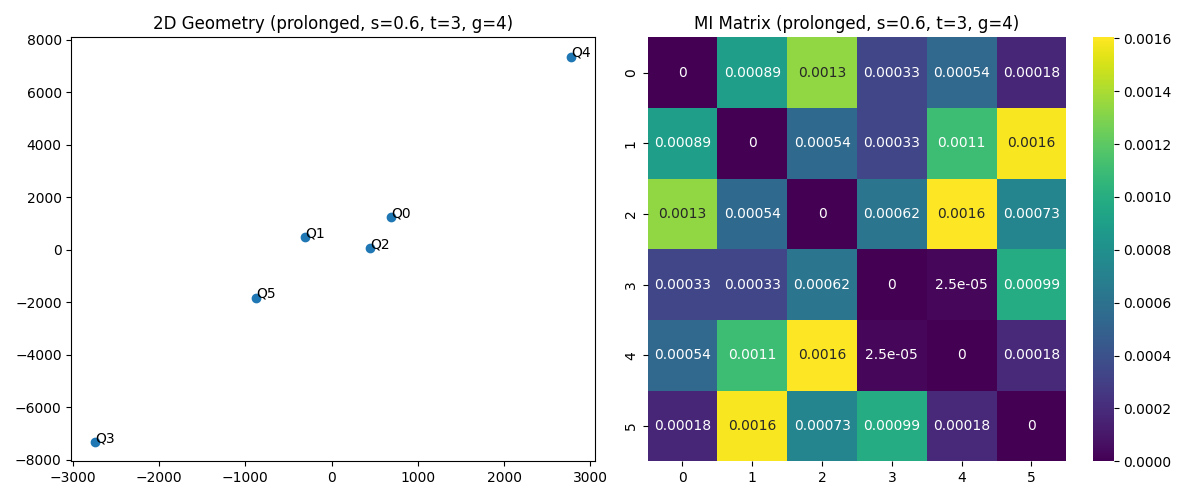 2D Geometry (prolonged, s=0.6, t=3, g=4)
8000
6000
4000
2000
0
−2000
−4000
−6000
−8000
−3000 −2000 −1000 0 1000 2000 3000
Q4
Q0
Q1
Q2
Q5
Q3
MI Matrix (prolonged, s=0.6, t=3, g=4)
0 0 0.00089 0.0013 0.00033 0.00054 0.00018
1 0.00089 0 0.00054 0.00033 0.0011 0.0016
2 0.0013 0.00054 0 0.00062 0.0016 0.00073
3 0.00033 0.00033 0.00062 0 2.5e-05 0.00099
4 0.00054 0.0011 0.0016 2.5e-05 0 0.00018
5 0.00018 0.0016 0.00073 0.00099 0.00018 0
0 1 2 3 4 5
0.0016
0.0014
0.0012
0.0010
0.0008
0.0006
0.0004
0.0002
0.0000